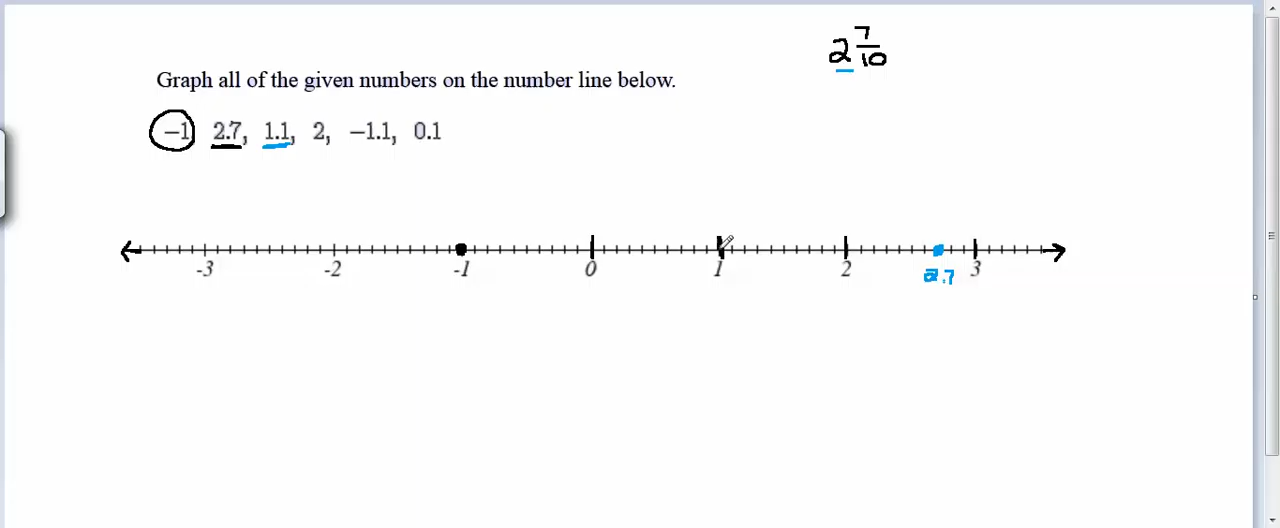 2 7/10
Graph all of the given numbers on the number line below.
−1 2.7, 1.1, 2, −1.1, 0.1
-3 -2 -1 0 1 2 3
2.7